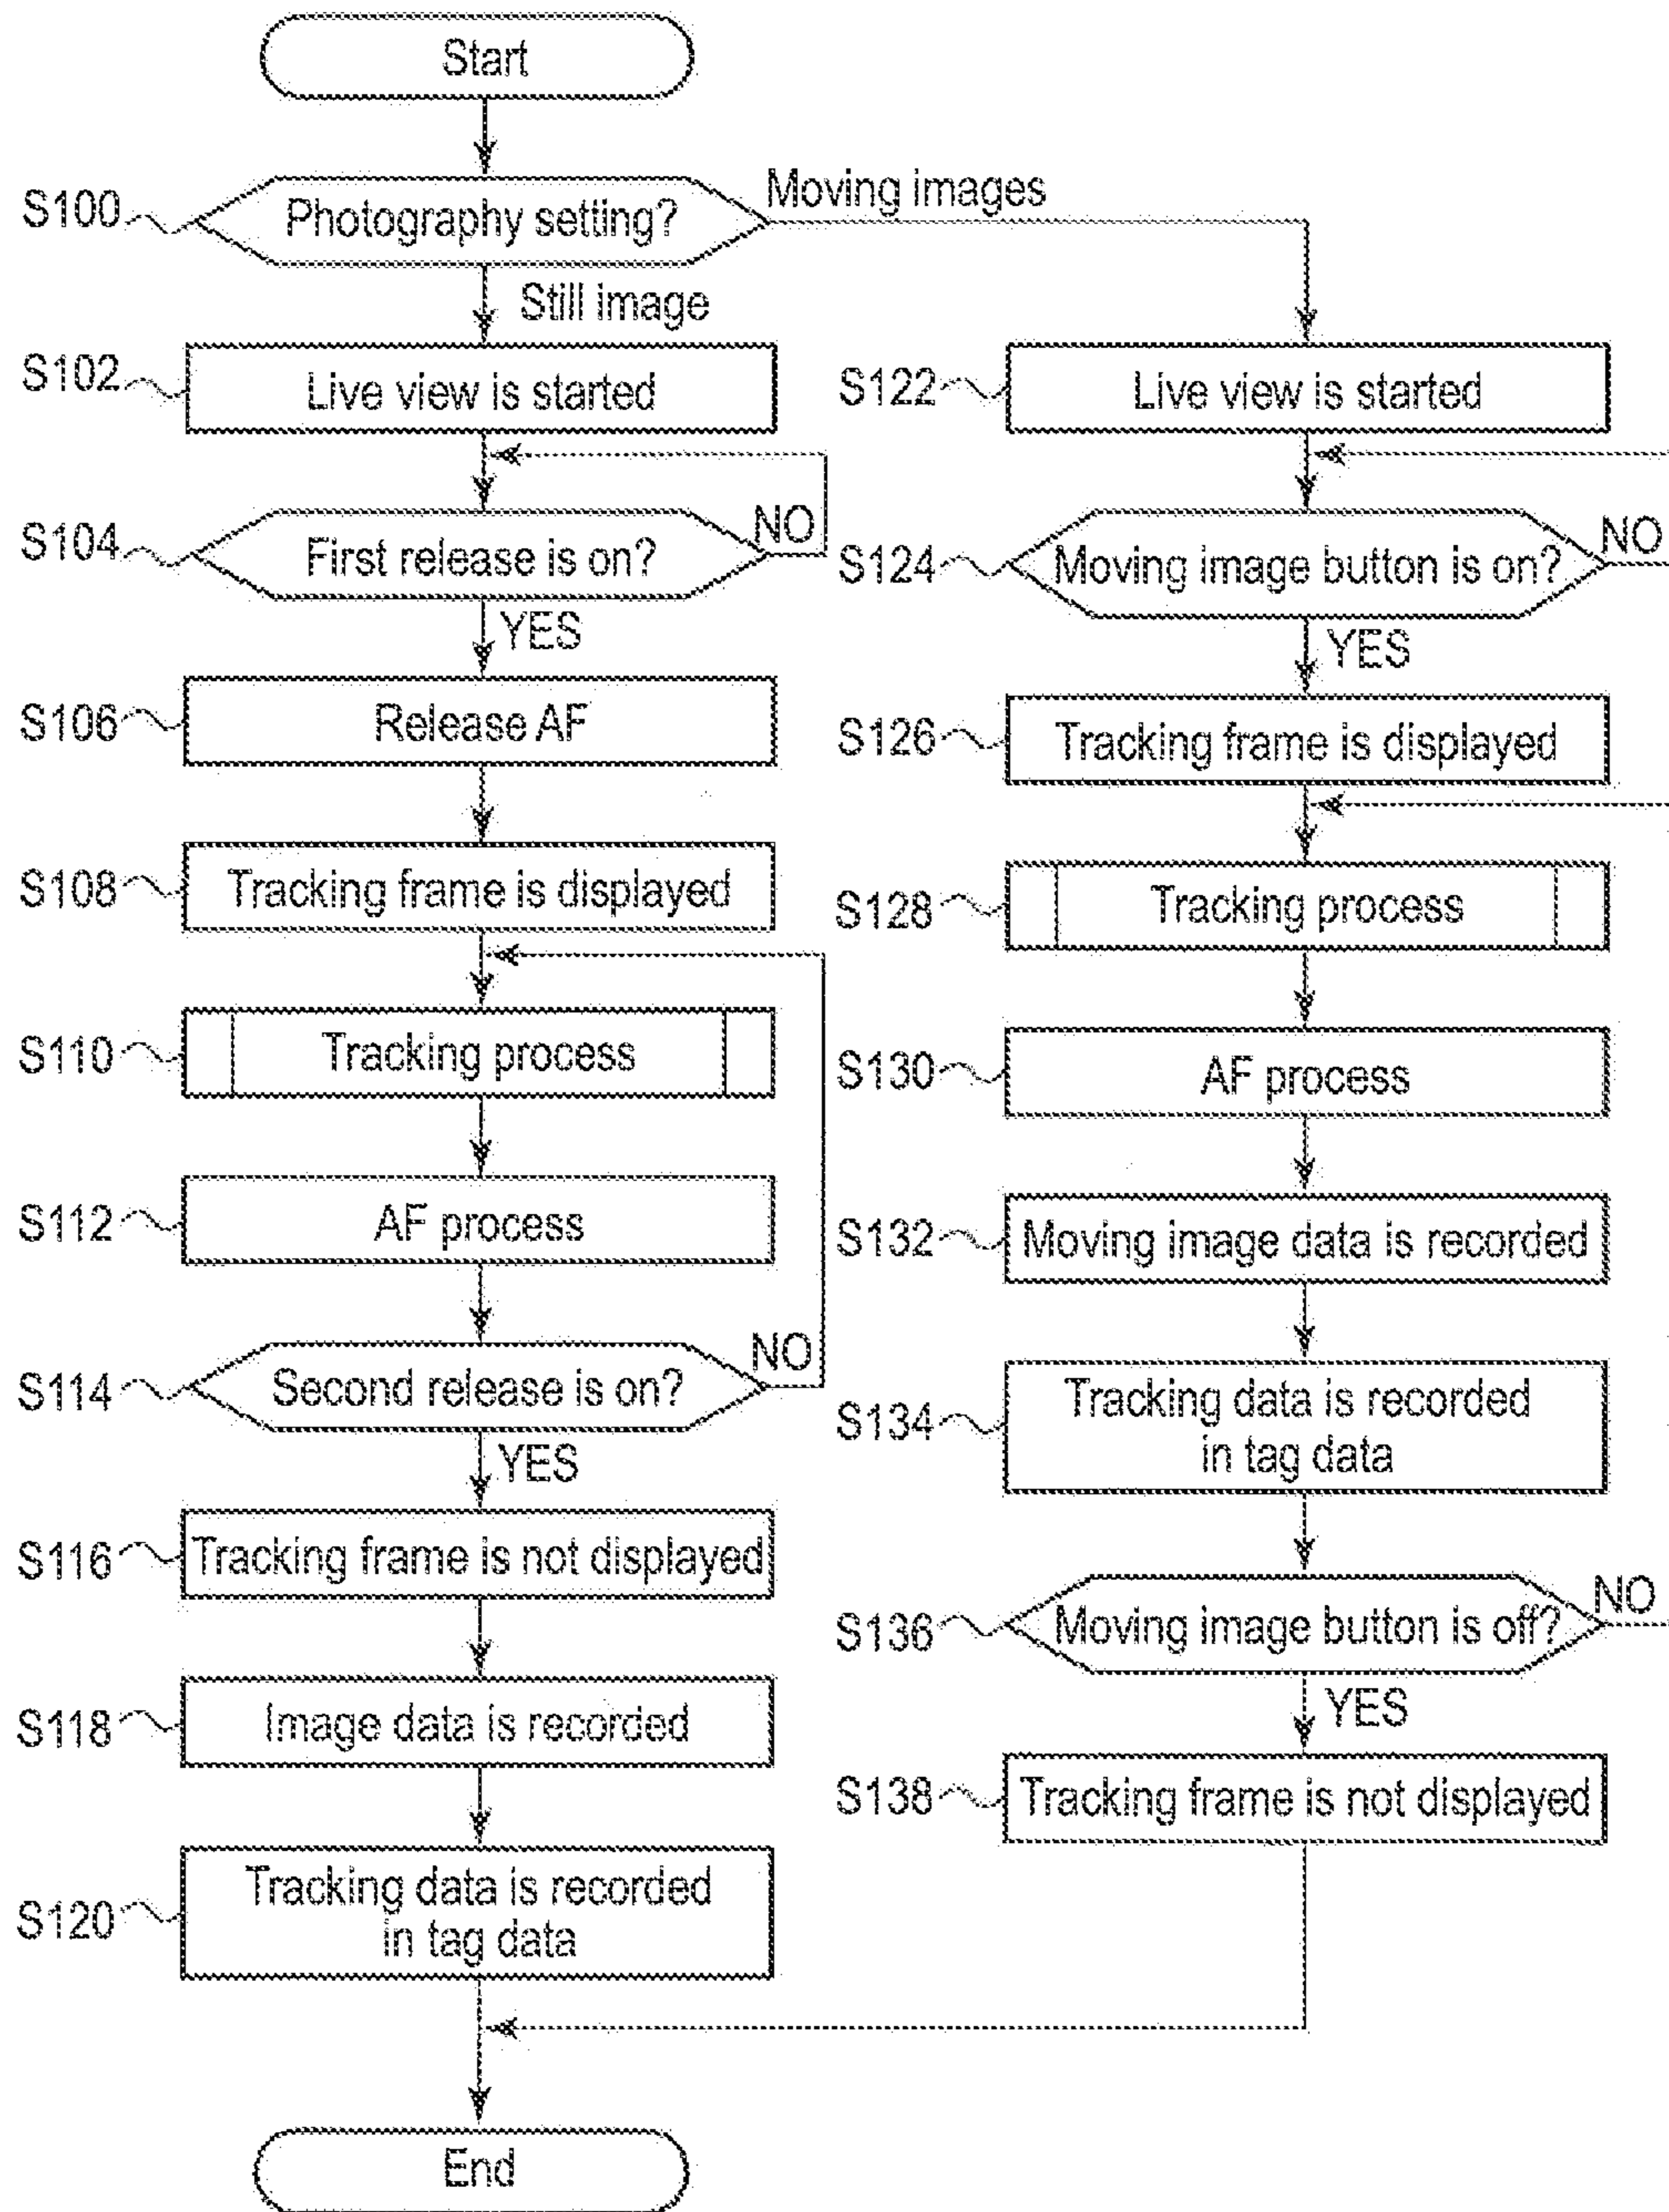 Start
S100
Photography setting?
Moving images
Still image
S102
Live view is started
S104
First release is on?
NO
YES
S106
Release AF
S108
Tracking frame is displayed
S110
Tracking process
S112
AF process
S114
Second release is on?
NO
YES
S116
Tracking frame is not displayed
S118
Image data is recorded
S120
Tracking data is recorded
in tag data
S122
Live view is started
S124
Moving image button is on?
NO
YES
S126
Tracking frame is displayed
S128
Tracking process
S130
AF process
S132
Moving image data is recorded
S134
Tracking data is recorded
in tag data
S136
Moving image button is off?
NO
YES
S138
Tracking frame is not displayed
End